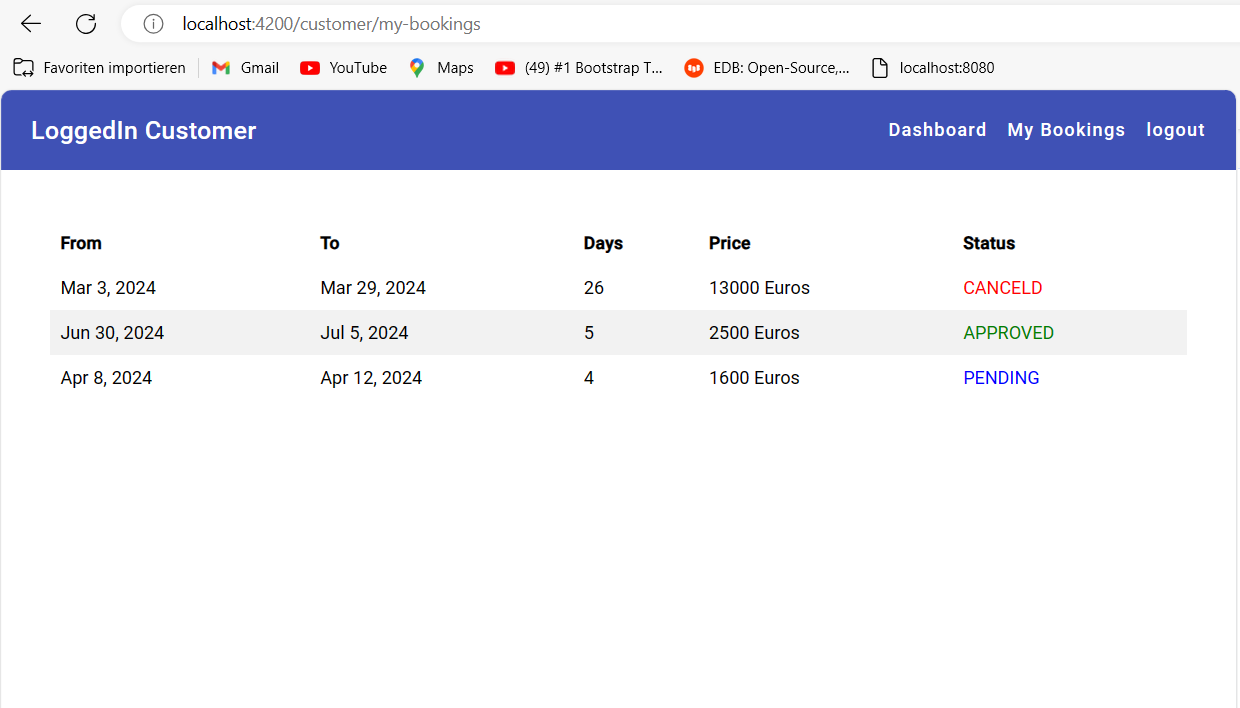 localhost:4200/customer/my-bookings
Favoriten importieren Gmail YouTube Maps (49) #1 Bootstrap T... EDB: Open-Source,... localhost:8080
LoggedIn Customer Dashboard My Bookings logout
From To Days Price Status
Mar 3, 2024 Mar 29, 2024 26 13000 Euros CANCELD
Jun 30, 2024 Jul 5, 2024 5 2500 Euros APPROVED
Apr 8, 2024 Apr 12, 2024 4 1600 Euros PENDING